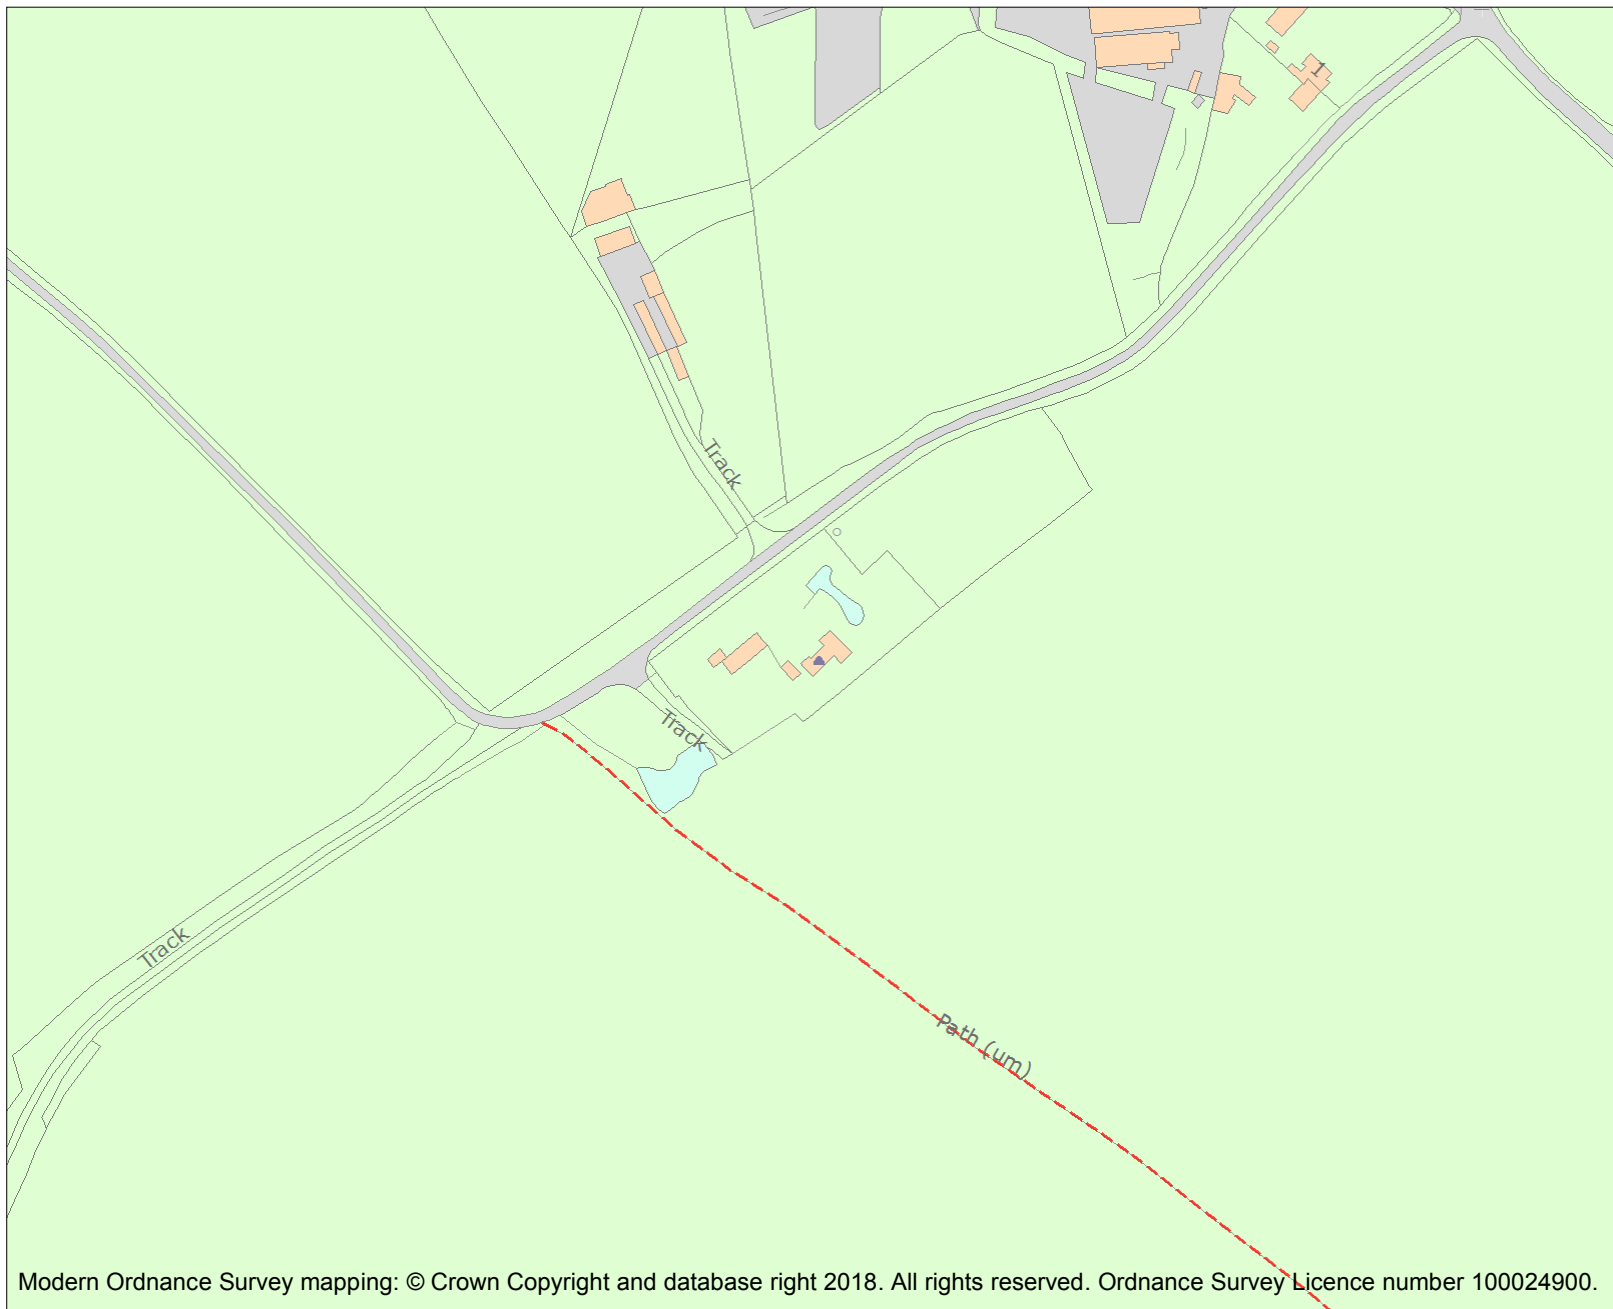 1
Track
Track
Track
Path (um)
Modern Ordnance Survey mapping: © Crown Copyright and database right 2018. All rights reserved. Ordnance Survey Licence number 100024900.